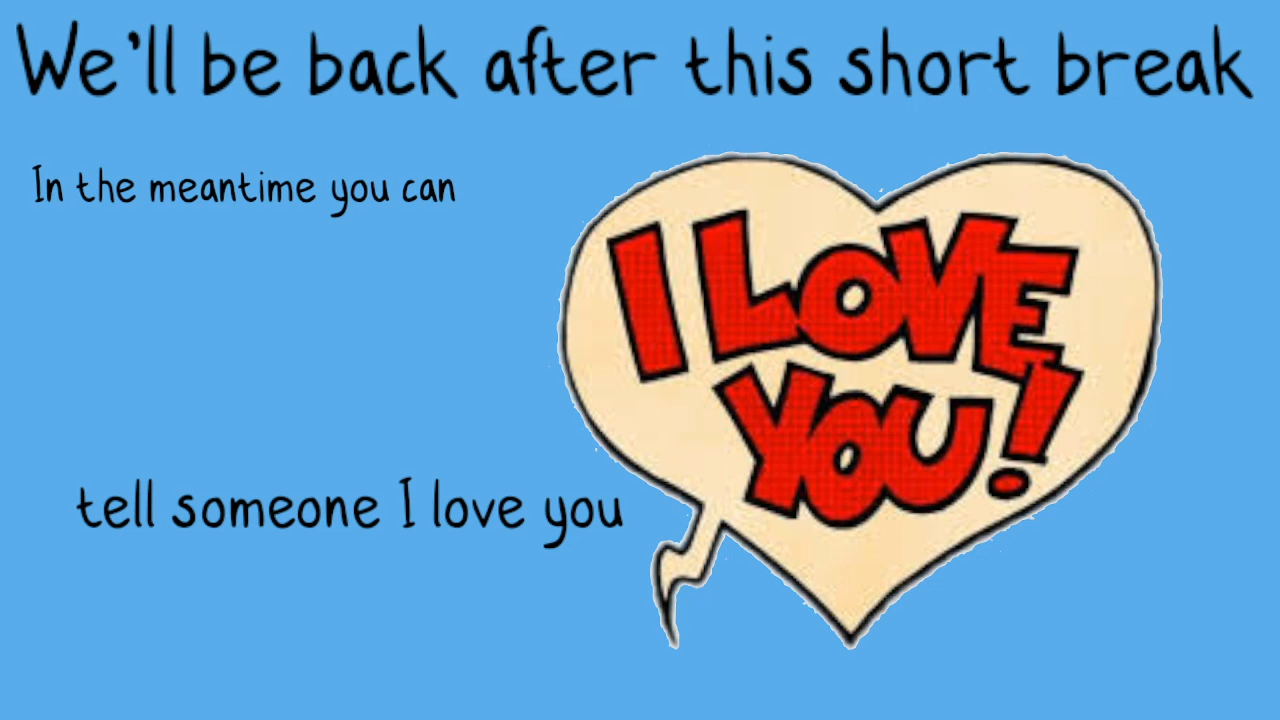 We'll be back after this short break
In the meantime you can
I LOVE
YOU!
tell someone I love you